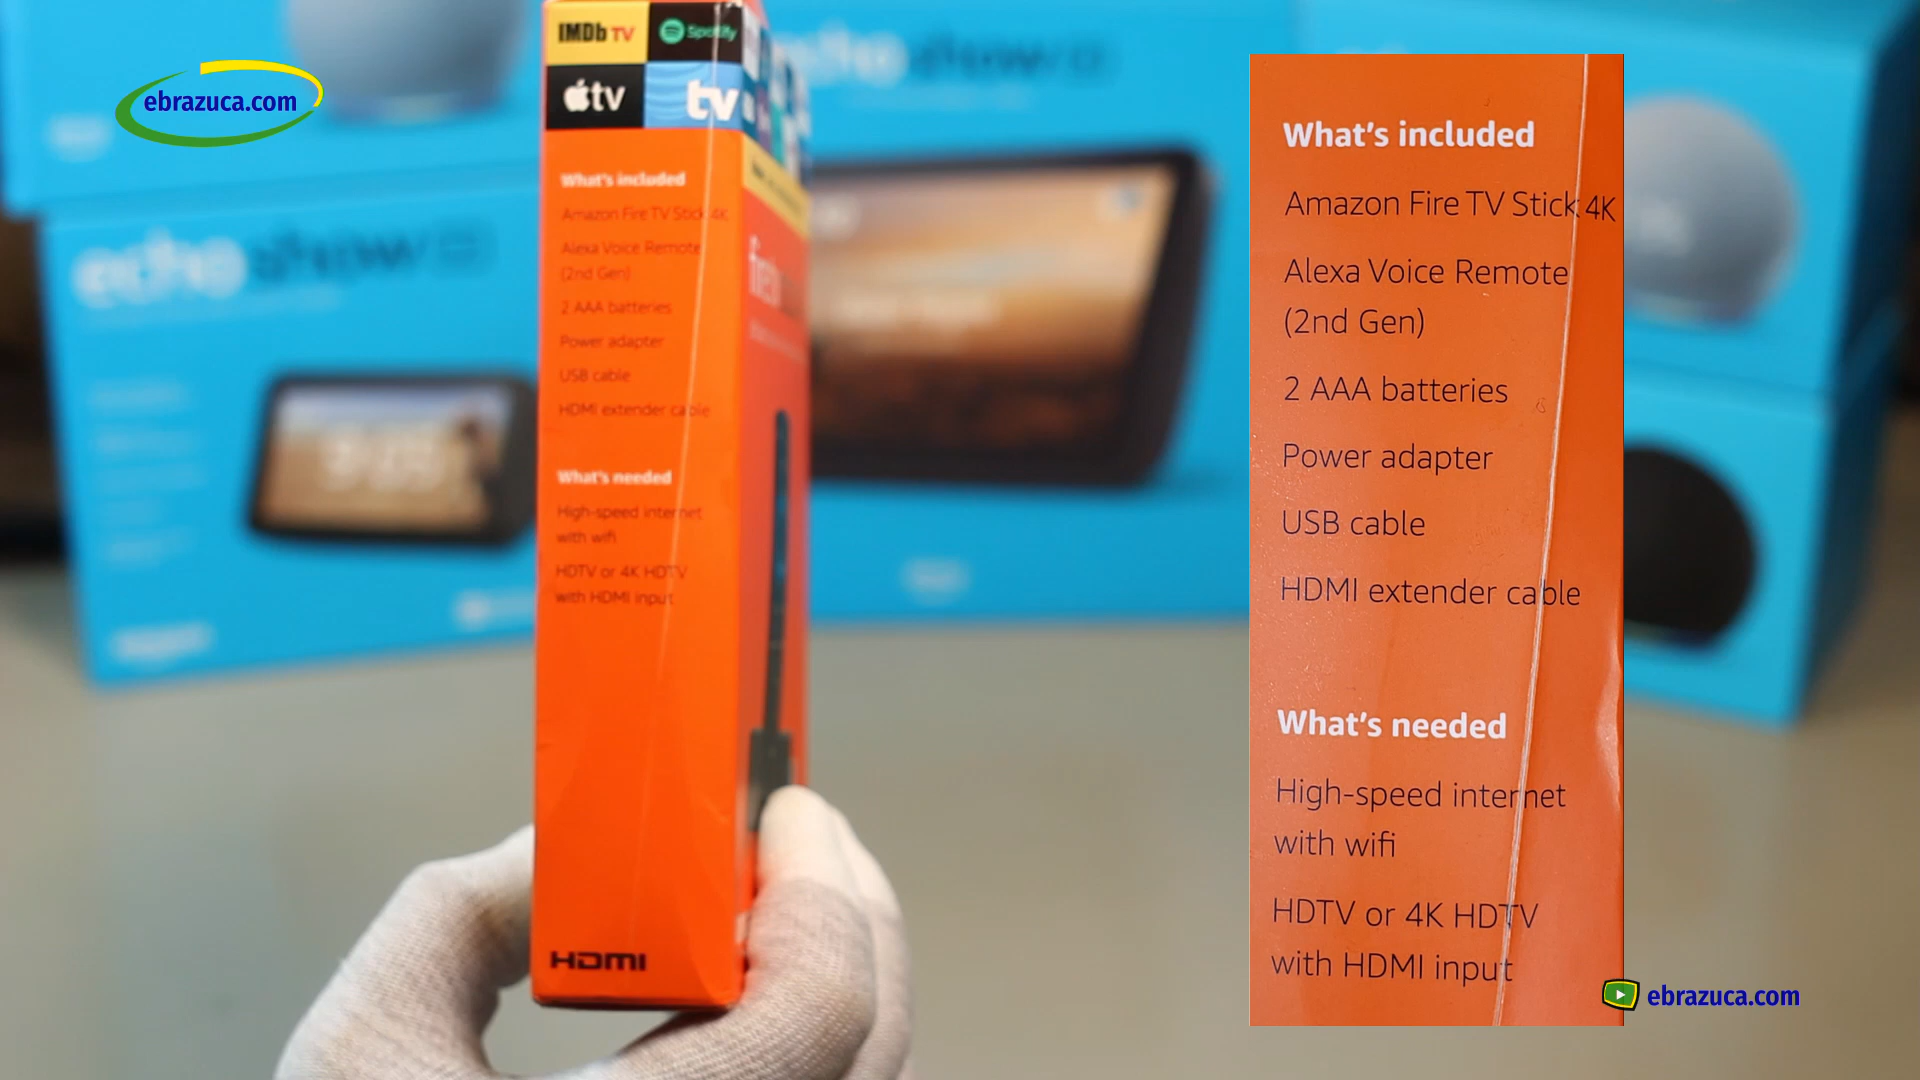 ebrazuca.com
IMDb TV
Spotify
tv
tv
What's included
Amazon Fire TV Stick 4K
Alexa Voice Remote
(2nd Gen)
2 AAA batteries
Power adapter
USB cable
HDMI extender cable
What's needed
High-speed internet
with wifi
HDTV or 4K HDTV
with HDMI input
HDMI
echo show
echo show
What's included
Amazon Fire TV Stick 4K
Alexa Voice Remote
(2nd Gen)
2 AAA batteries
Power adapter
USB cable
HDMI extender cable
What's needed
High-speed internet
with wifi
HDTV or 4K HDTV
with HDMI input
ebrazuca.com